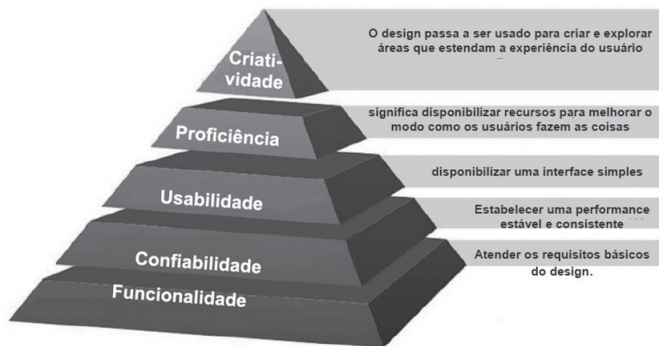 Criati-
vidade
O design passa a ser usado para criar e explorar
áreas que estendam a experiência do usuário
Proficiência
significa disponibilizar recursos para melhorar o
modo como os usuários fazem as coisas
Usabilidade
disponibilizar uma interface simples
Confiabilidade
Estabelecer uma performance
estável e consistente
Funcionalidade
Atender os requisitos básicos
do design.